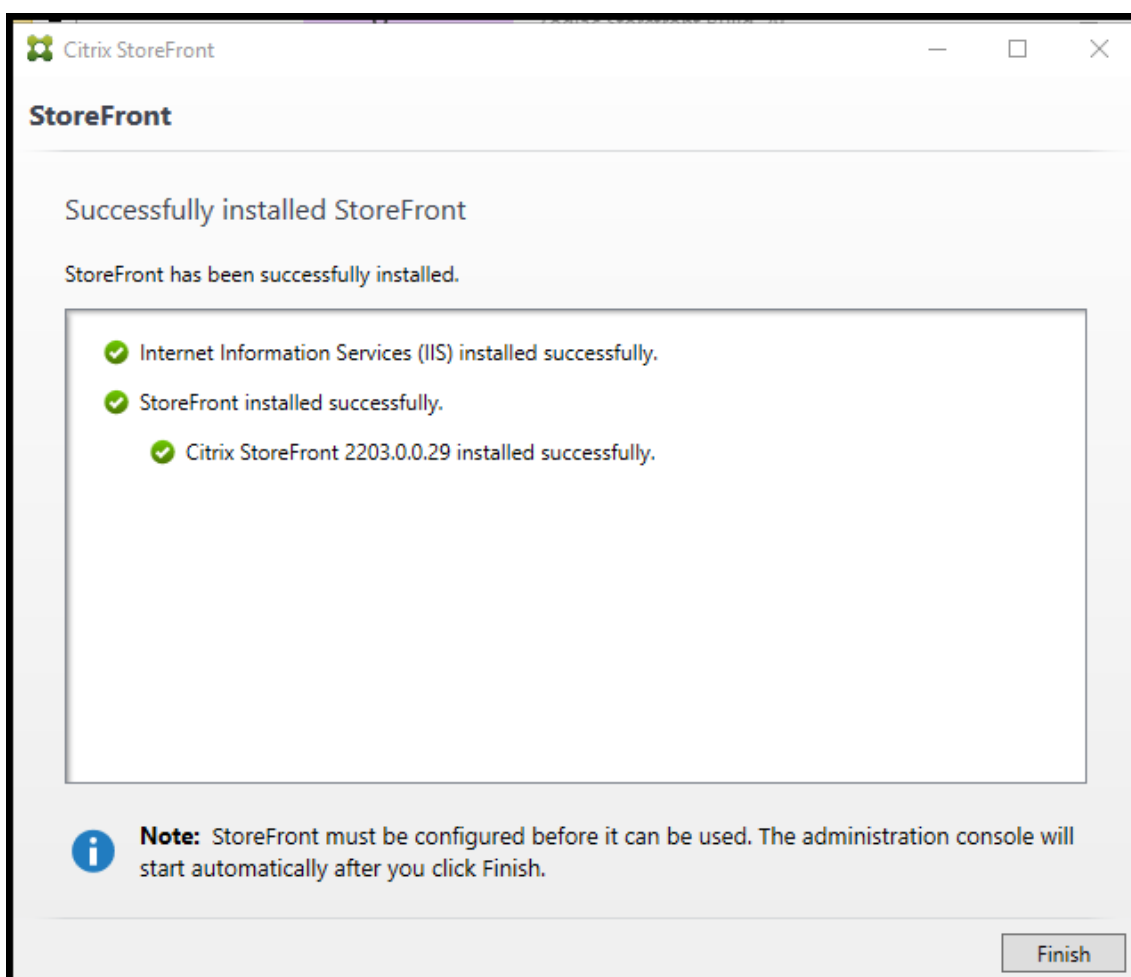 Citrix StoreFront
StoreFront
Successfully installed StoreFront
StoreFront has been successfully installed.
Internet Information Services (IIS) installed successfully.
StoreFront installed successfully.
Citrix StoreFront 2203.0.0.29 installed successfully.
Note: StoreFront must be configured before it can be used. The administration console will
start automatically after you click Finish.
Finish